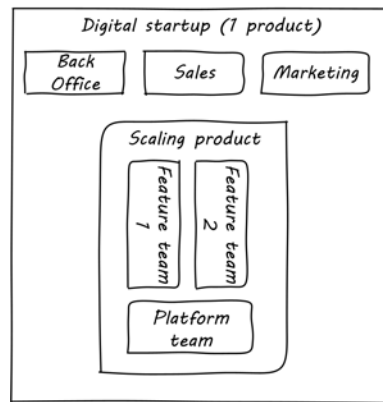 Digital startup (1 product)
Back
Office
Sales
Marketing
Scaling product
Feature team
1
Feature team
2
Platform
team